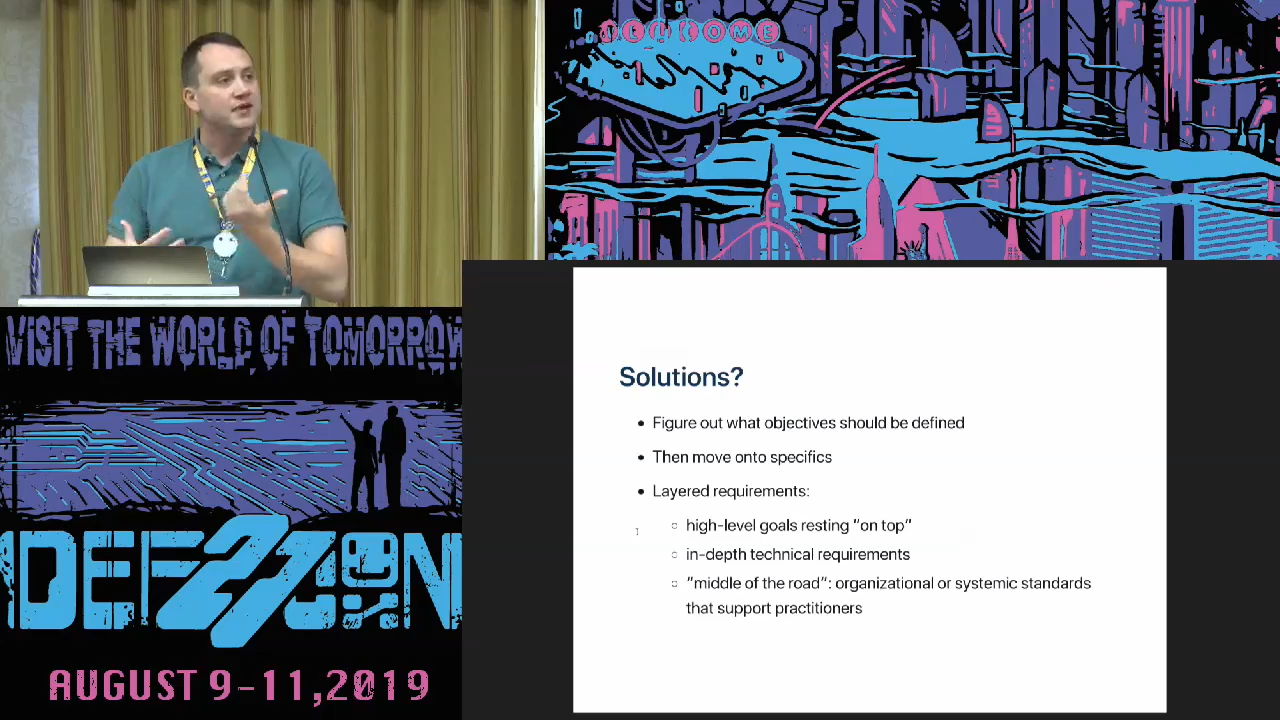 WELCOME
Solutions?
• Figure out what objectives should be defined
• Then move onto specifics
• Layered requirements:
○ high-level goals resting “on top”
○ in-depth technical requirements
○ “middle of the road”: organizational or systemic standards
that support practitioners
VISIT THE WORLD OF TOMORROW
DEF27CON
AUGUST 9-11,2019